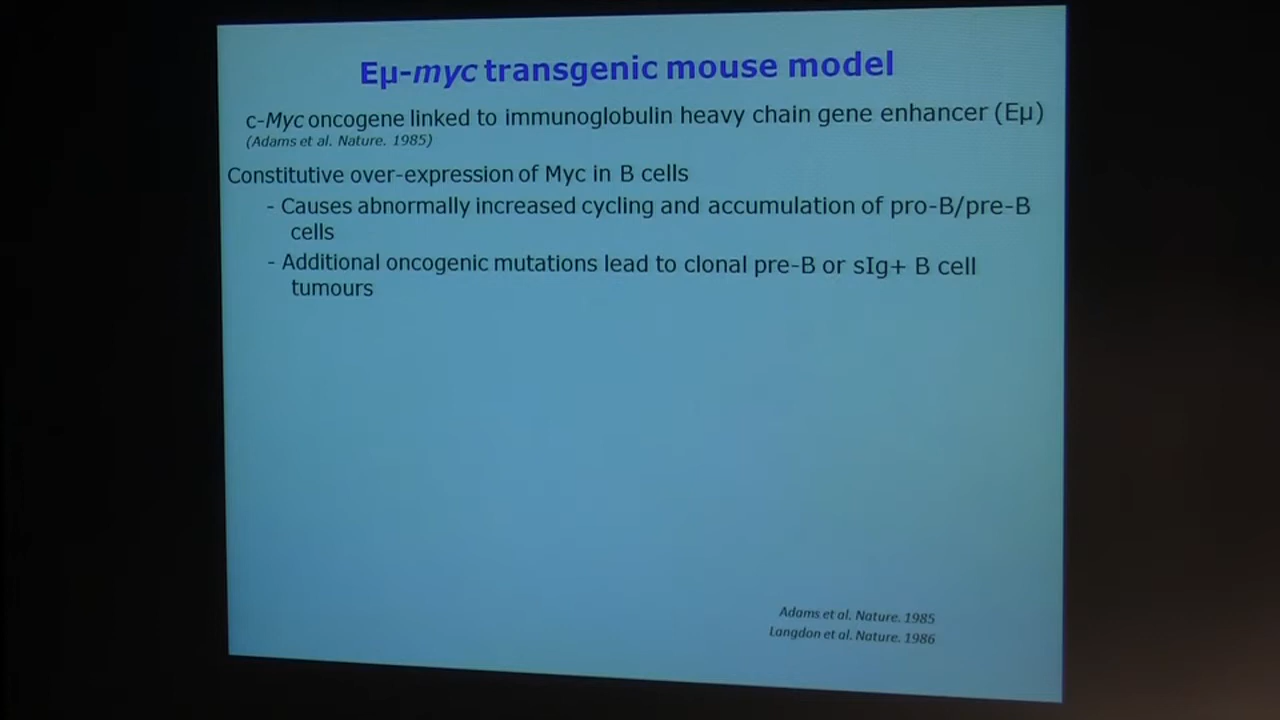 Eµ-myc transgenic mouse model
c-Myc oncogene linked to immunoglobulin heavy chain gene enhancer (Eµ)
(Adams et al. Nature. 1985)
Constitutive over-expression of Myc in B cells
- Causes abnormally increased cycling and accumulation of pro-B/pre-B
cells
- Additional oncogenic mutations lead to clonal pre-B or sIg+ B cell
tumours
Adams et al. Nature. 1985
Langdon et al. Nature. 1986